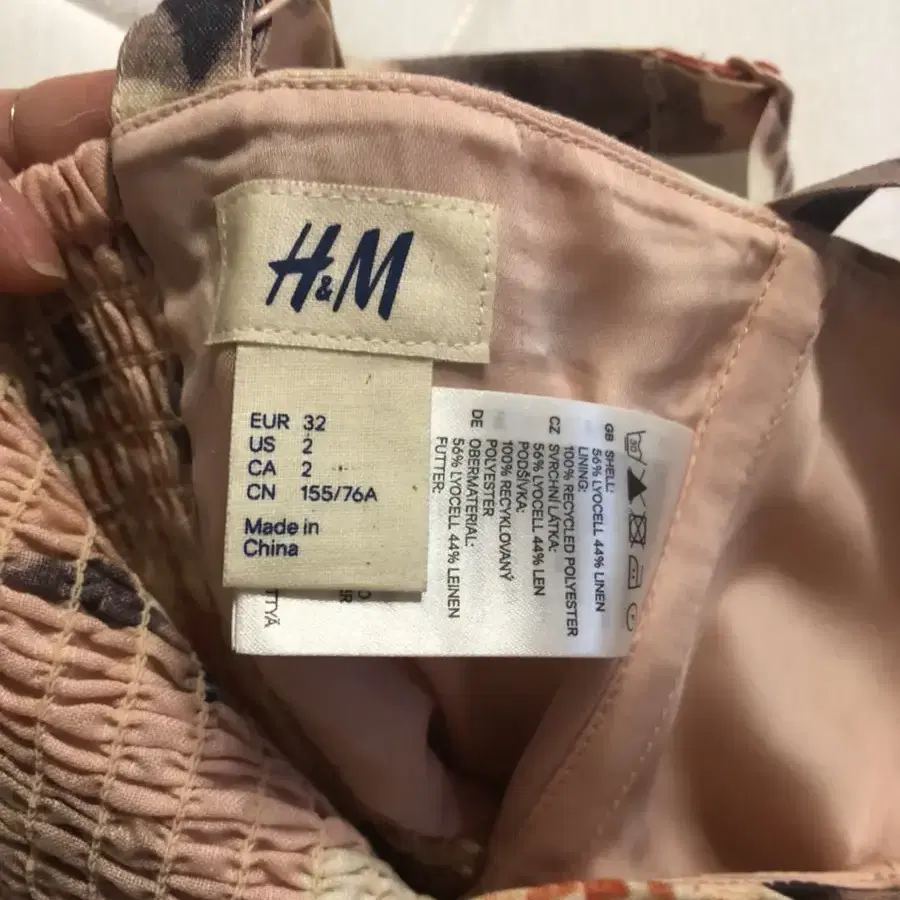 H&M
EUR 32
US 2
CA 2
CN 155/76A
Made in
China
30
GB SHELL:
56% LYOCELL 44% LINEN
LINING:
100% RECYCLED POLYESTER
CZ SVRCHNÍ LÁTKA:
56% LYOCELL 44% LEN
PODŠÍVKA:
100% RECYKLOVANÝ
POLYESTER
DE OBERMATERIAL:
56% LYOCELL 44% LEINEN
FUTTER: